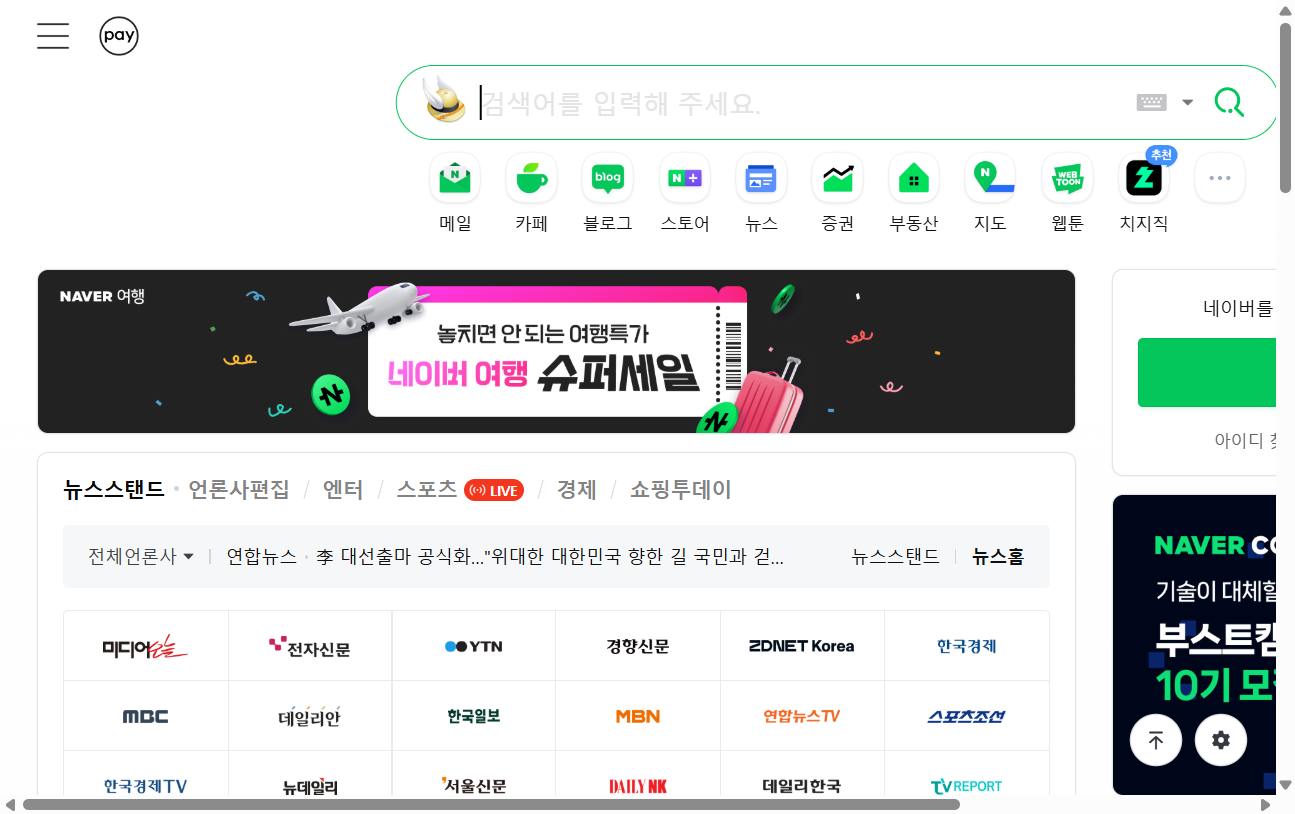 pay
검색어를 입력해 주세요.
N
blog
N +
N
WEB TOON
추천
메일
카페
블로그
스토어
뉴스
증권
부동산
지도
웹툰
치지직
NAVER 여행
놓치면 안 되는 여행특가
네이버 여행 슈퍼세일
네이버를
아이디 찾
뉴스스탠드
언론사편집
엔터
스포츠
LIVE
경제
쇼핑투데이
전체언론사
연합뉴스
李 대선출마 공식화..."위대한 대한민국 향한 길 국민과 걷...
뉴스스탠드
뉴스홈
NAVER CO
기술이 대체할
부스트캠
10기 모집
미디어오늘
전자신문
YTN
경향신문
ZDNET Korea
한국경제
MBC
데일리안
한국일보
MBN
연합뉴스TV
스포츠조선
한국경제TV
뉴데일리
서울신문
DAILY NK
데일리한국
TVREPORT